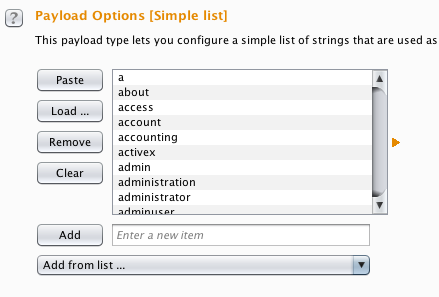 ?
Payload Options [Simple list]
This payload type lets you configure a simple list of strings that are used as
Paste
Load ...
Remove
Clear
a
about
access
account
accounting
activex
admin
administration
administrator
adminuser
Add
Enter a new item
Add from list ...